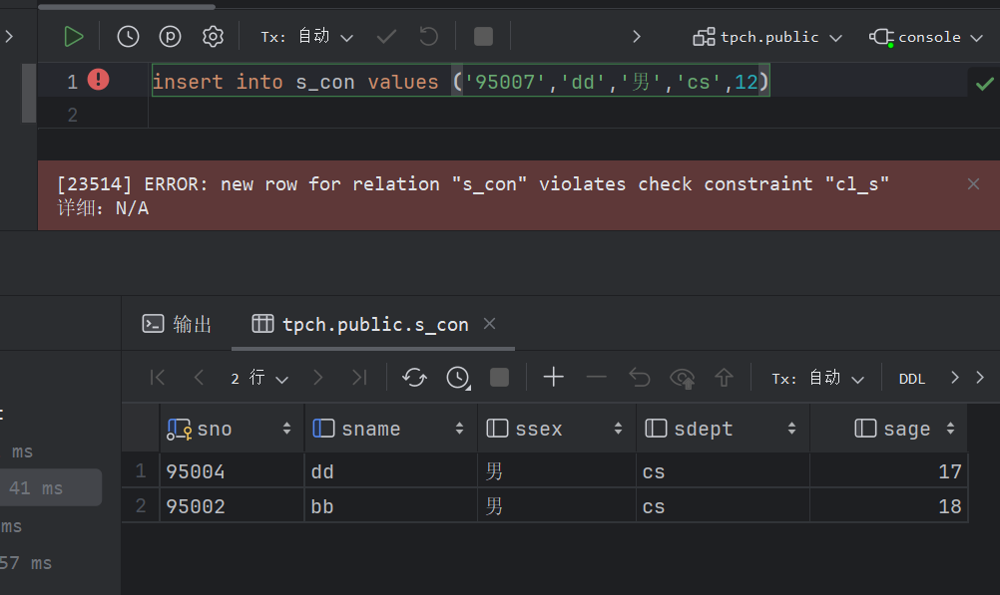 Tx: 自动 tpch.public console
1 insert into s_con values ('95007','dd','男','cs',12)
2
[23514] ERROR: new row for relation "s_con" violates check constraint "cl_s"
详细: N/A
输出 tpch.public.s_con
2 行 Tx: 自动 DDL
sno sname ssex sdept sage
ms
1 95004 dd 男 cs 17
41 ms
2 95002 bb 男 cs 18
ms
57 ms